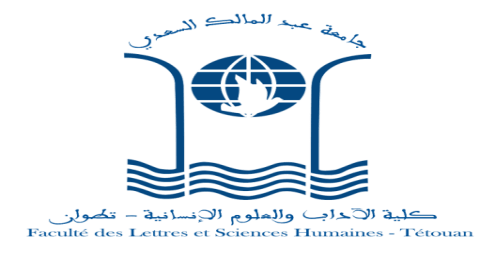 جامعة عبد المالك السعدي
كلية الآداب والعلوم الإنسانية - تطوان
Faculté des Lettres et Sciences Humaines - Tétouan